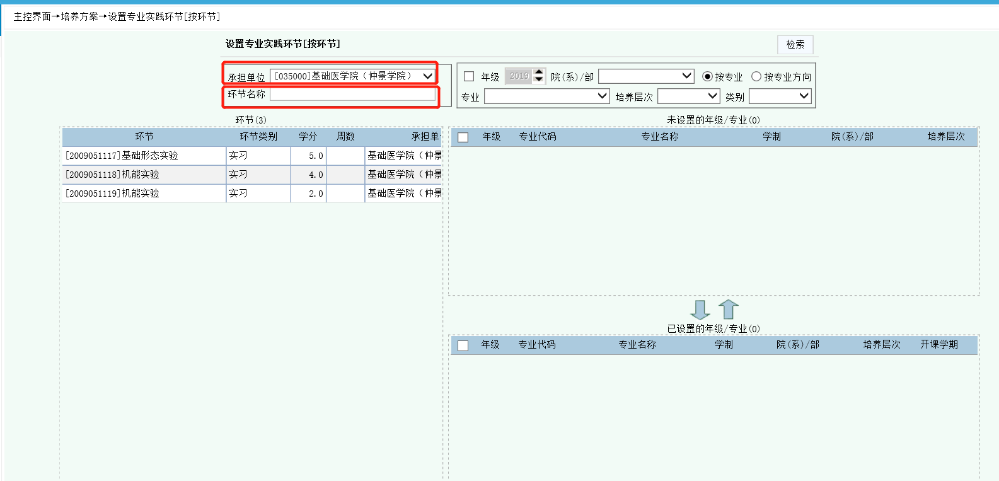 主控界面→培养方案→设置专业实践环节[按环节]
设置专业实践环节[按环节]
检索
承担单位 [035000]基础医学院（仲景学院）
环节名称
年级 2019 院(系)/部 按专业 按专业方向
专业 培养层次 类别
环节(3)
环节 环节类别 学分 周数 承担单
[2009051117]基础形态实验 实习 5.0 基础医学院（仲景
[2009051118]机能实验 实习 4.0 基础医学院（仲景
[2009051119]机能实验 实习 2.0 基础医学院（仲景
未设置的年级/专业(0)
年级 专业代码 专业名称 学制 院(系)/部 培养层次
已设置的年级/专业(0)
年级 专业代码 专业名称 学制 院(系)/部 培养层次 开课学期